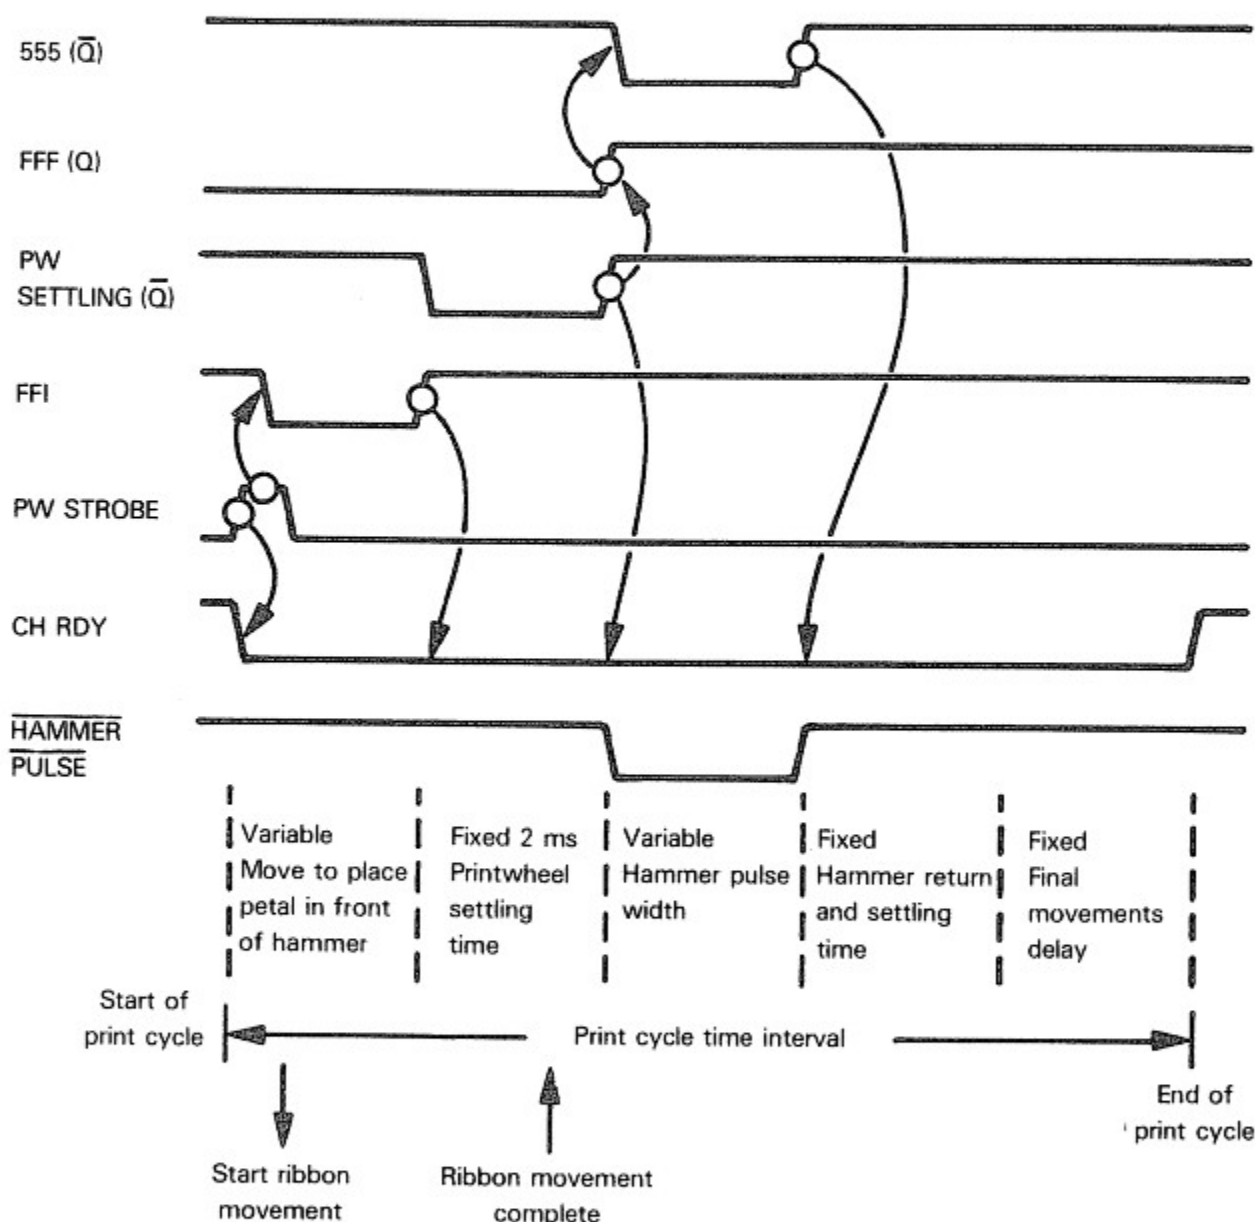 555 (Q̅)
FFF (Q)
PW
SETTLING (Q̅)
FFI
PW STROBE
CH RDY
HAMMER
PULSE
Variable
Move to place
petal in front
of hammer
Fixed 2 ms
Printwheel
settling
time
Variable
Hammer pulse
width
Fixed
Hammer return
and settling
time
Fixed
Final
movements
delay
Start of
print cycle
Print cycle time interval
End of
print cycle
Start ribbon
movement
Ribbon movement
complete